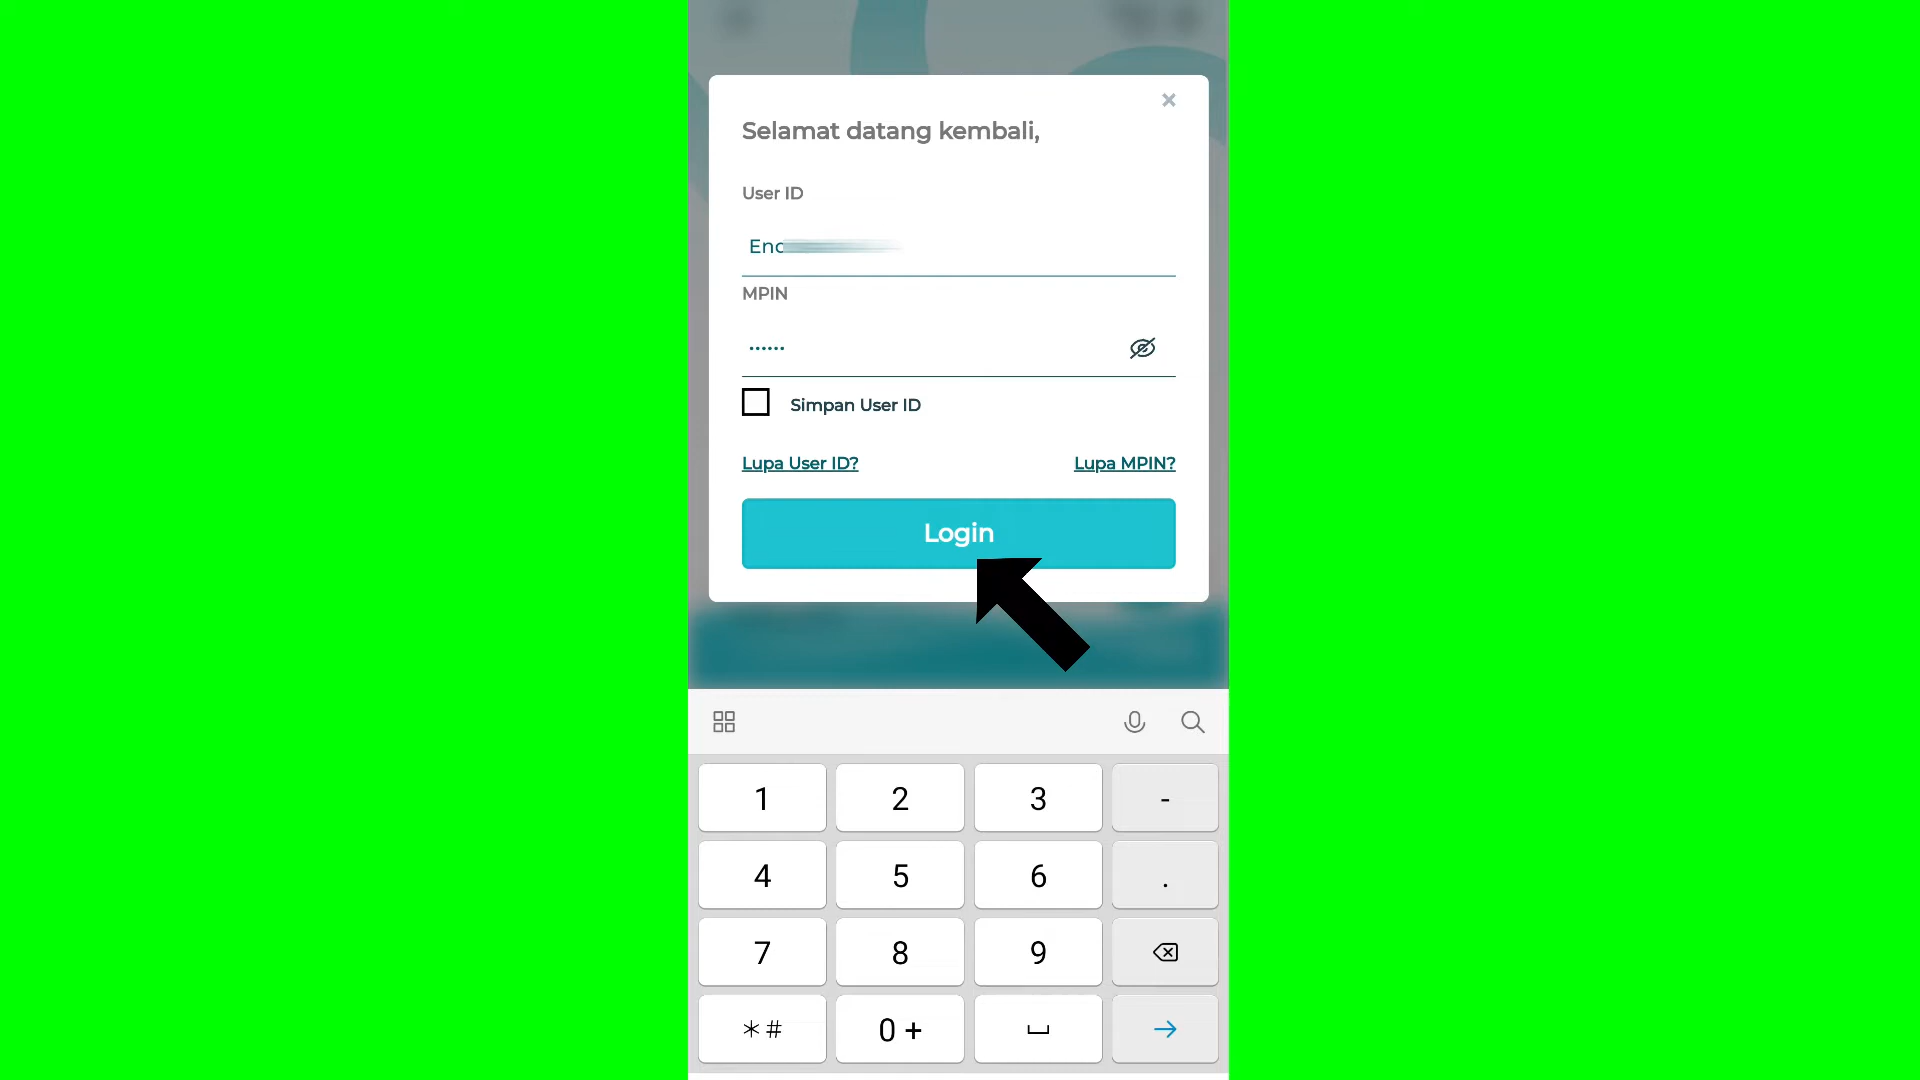 Selamat datang kembali,
User ID
MPIN
••••••
Simpan User ID
Lupa User ID? Lupa MPIN?
Login
1 2 3 -
4 5 6 .
7 8 9
*# 0 +